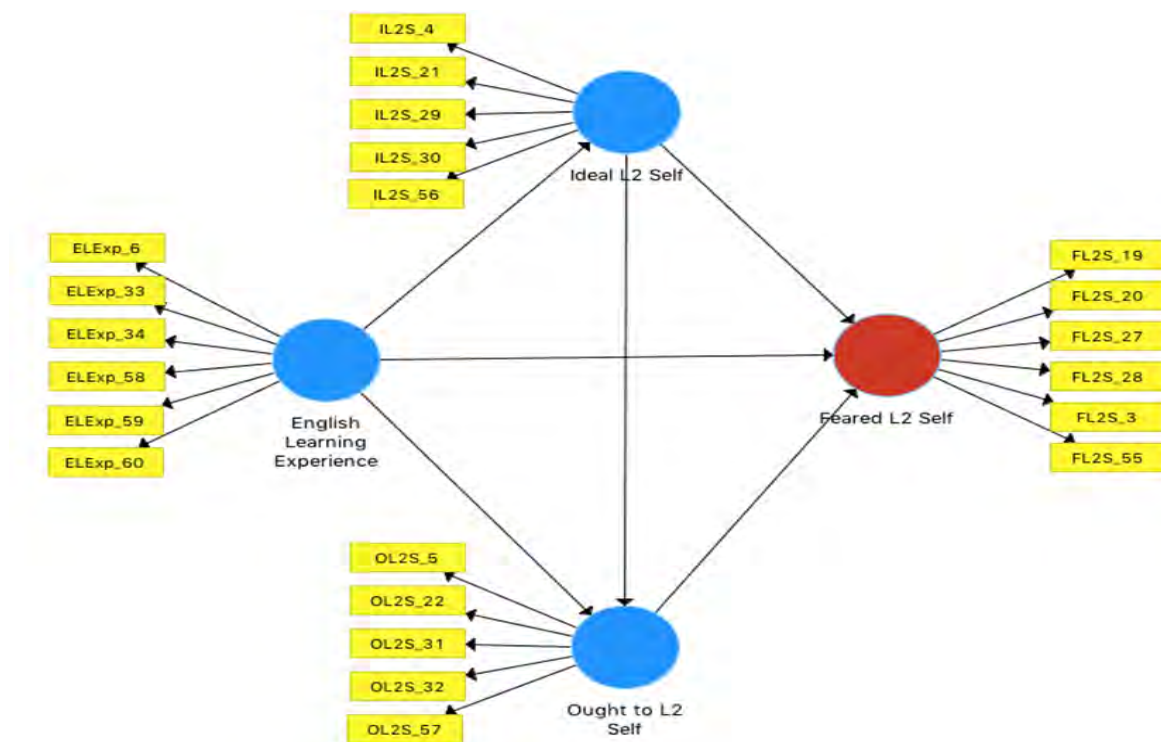 IL2S_4
IL2S_21
IL2S_29
IL2S_30
IL2S_56
Ideal L2 Self
ELExp_6
ELExp_33
ELExp_34
ELExp_58
ELExp_59
ELExp_60
English
Learning
Experience
FL2S_19
FL2S_20
FL2S_27
FL2S_28
FL2S_3
FL2S_55
Feared L2 Self
OL2S_5
OL2S_22
OL2S_31
OL2S_32
OL2S_57
Ought to L2
Self